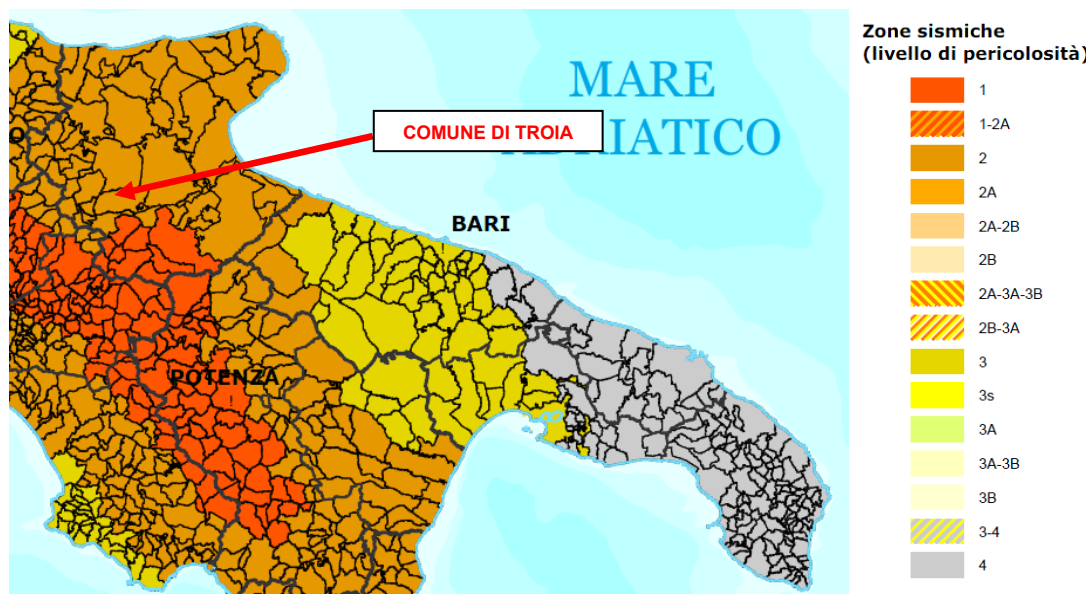 Zone sismiche
(livello di pericolosità)
MARE
ADRIATICO
COMUNE DI TROIA
BARI
POTENZA
1
1-2A
2
2A
2A-2B
2B
2A-3A-3B
2B-3A
3
3s
3A
3A-3B
3B
3-4
4